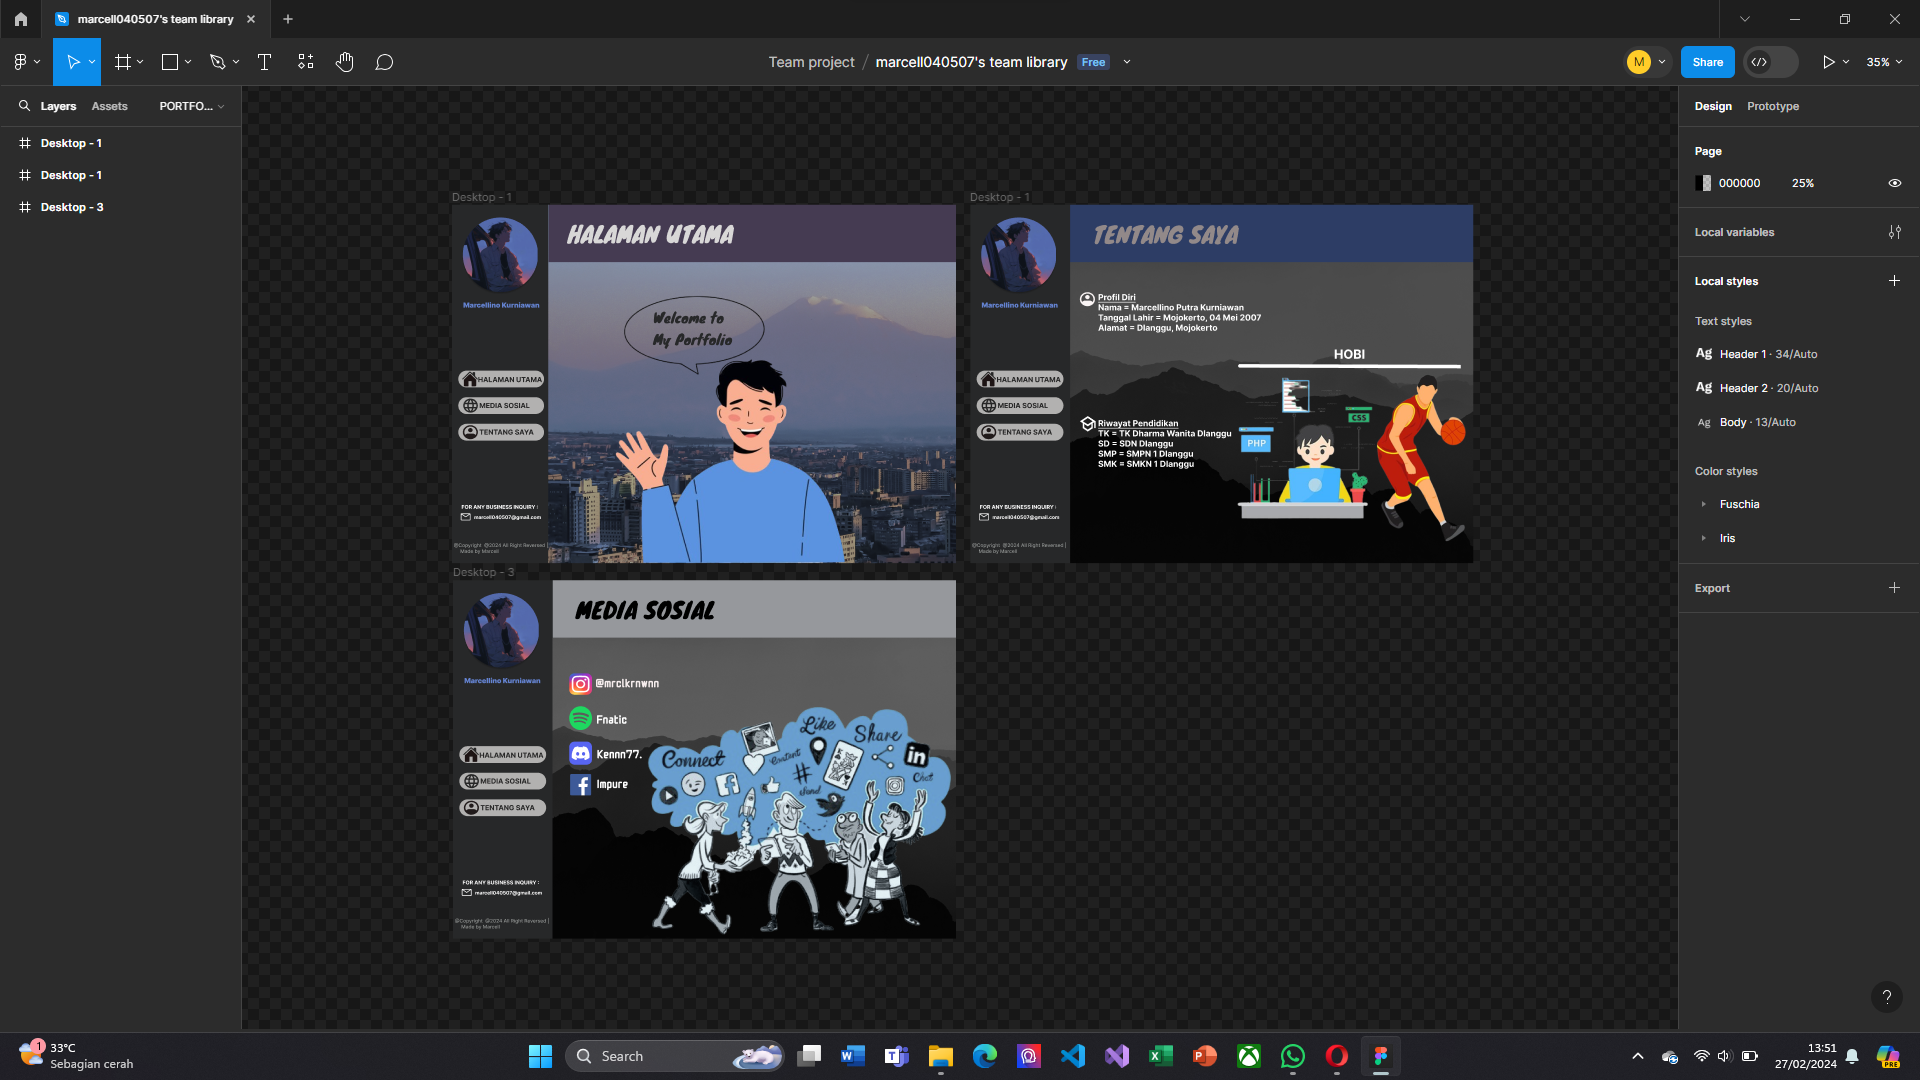 marcell040507's team library
Team project / marcell040507's team library Free
M
Share
35%
Layers
Assets
PORTFO...
Desktop - 1
Desktop - 1
Desktop - 3
Desktop - 1
HALAMAN UTAMA
Marcellino Kurniawan
Welcome to
My Portfolio
HALAMAN UTAMA
MEDIA SOSIAL
TENTANG SAYA
FOR ANY BUSINESS INQUIRY :
marcell040507@gmail.com
@Copyright @2024 All Right Reversed |
Made by Marcell
Desktop - 1
TENTANG SAYA
Marcellino Kurniawan
Profil Diri
Nama = Marcellino Putra Kurniawan
Tanggal Lahir = Mojokerto, 04 Mei 2007
Alamat = Dlanggu, Mojokerto
HOBI
CSS
PHP
HALAMAN UTAMA
MEDIA SOSIAL
TENTANG SAYA
Riwayat Pendidikan
TK = TK Dharma Wanita Dlanggu
SD = SDN Dlanggu
SMP = SMPN 1 Dlanggu
SMK = SMKN 1 Dlanggu
FOR ANY BUSINESS INQUIRY :
marcell040507@gmail.com
@Copyright @2024 All Right Reversed |
Made by Marcell
Desktop - 3
MEDIA SOSIAL
Marcellino Kurniawan
@mrclkrnwnn
Fnatic
Kennn77.
Impure
Connect
Like
Share
Content
in
Chat
#
HALAMAN UTAMA
MEDIA SOSIAL
TENTANG SAYA
FOR ANY BUSINESS INQUIRY :
marcell040507@gmail.com
@Copyright @2024 All Right Reversed |
Made by Marcell
Design
Prototype
Page
000000
25%
Local variables
Local styles
Text styles
Ag Header 1 · 34/Auto
Ag Header 2 · 20/Auto
Ag Body · 13/Auto
Color styles
Fuschia
Iris
Export
?
1
33°C
Sebagian cerah
Search
13:51
27/02/2024
PRE